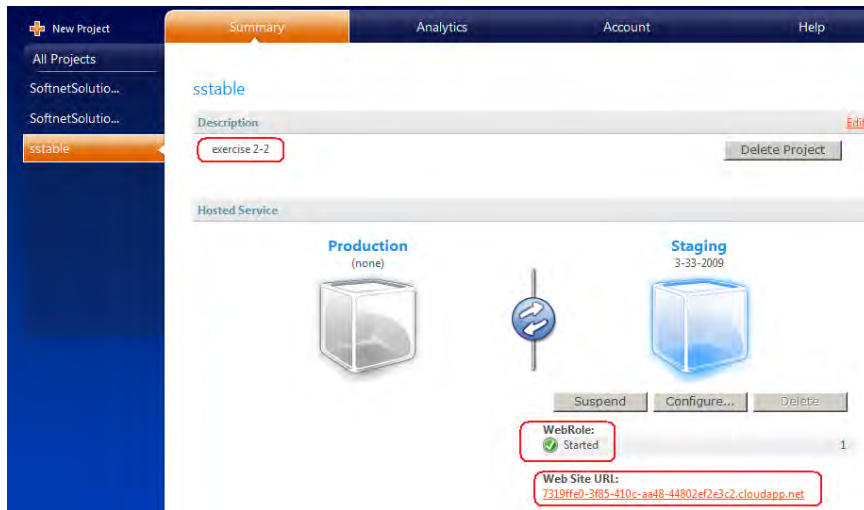 New Project
Summary
Analytics
Account
Help
All Projects
SoftnetSolutio...
SoftnetSolutio...
sstable
sstable
Description
Edit
exercise 2-2
Delete Project
Hosted Service
Production
(none)
Staging
3-33-2009
Suspend
Configure...
Delete
WebRole:
Started
1
Web Site URL:
7319ffe0-3f85-410c-aa48-44802ef2e3c2.cloudapp.net